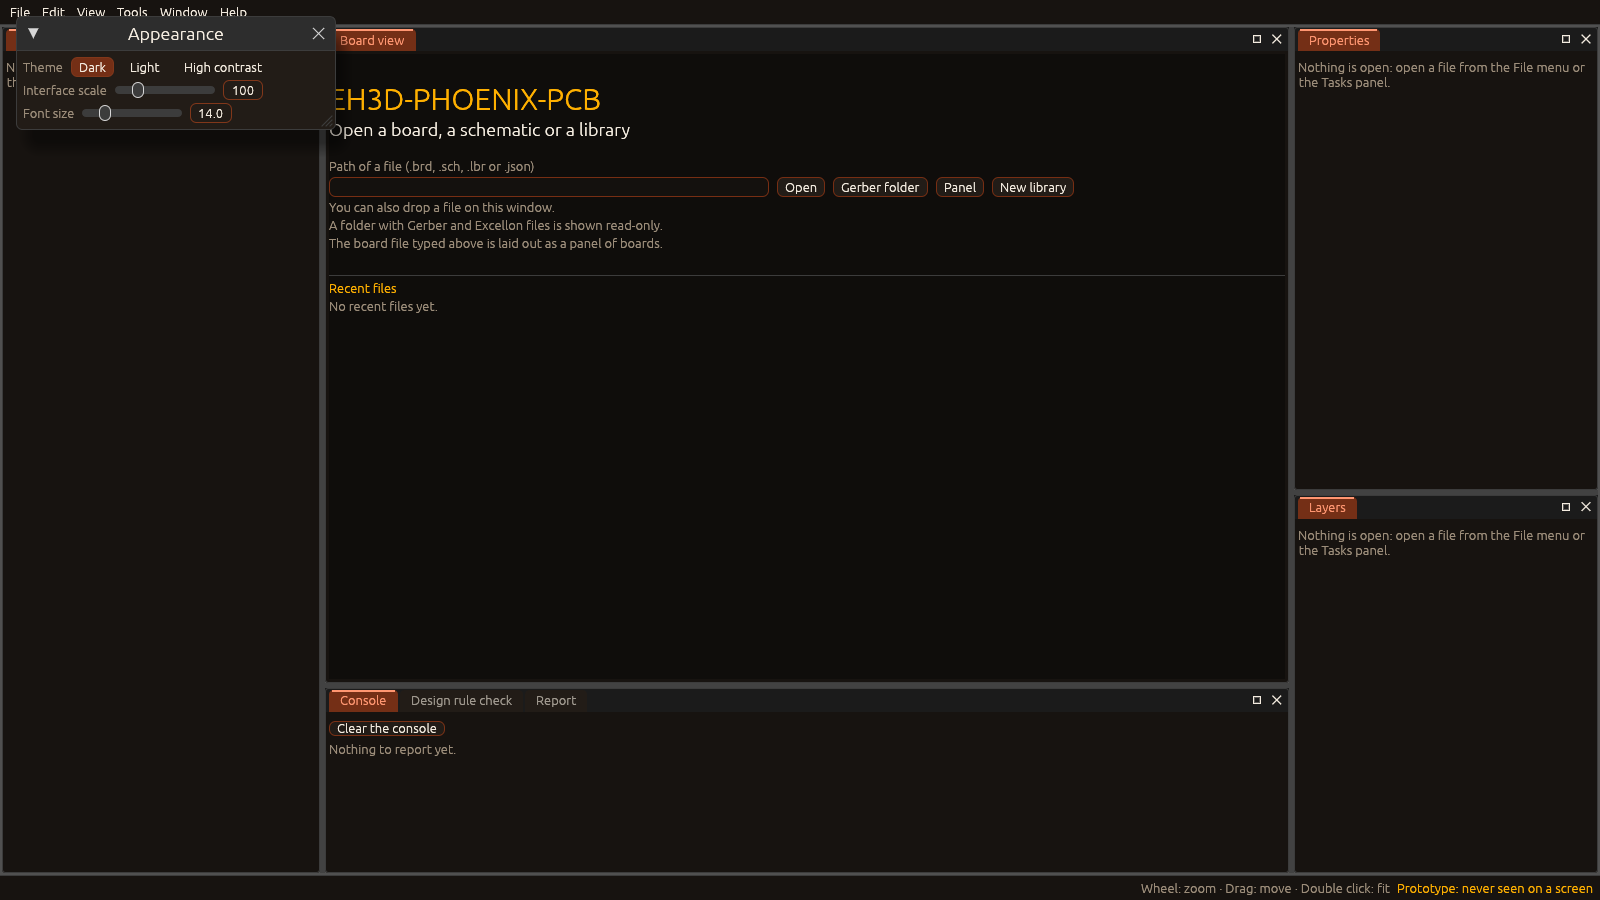 File Edit View Tools Window Help
Appearance
Theme Dark Light High contrast
Interface scale 100
Font size 14.0
Board view
EH3D-PHOENIX-PCB
Open a board, a schematic or a library
Path of a file (.brd, .sch, .lbr or .json)
Open Gerber folder Panel New library
You can also drop a file on this window.
A folder with Gerber and Excellon files is shown read-only.
The board file typed above is laid out as a panel of boards.
Recent files
No recent files yet.
Console Design rule check Report
Clear the console
Nothing to report yet.
Properties
Nothing is open: open a file from the File menu or
the Tasks panel.
Layers
Nothing is open: open a file from the File menu or
the Tasks panel.
Wheel: zoom · Drag: move · Double click: fit Prototype: never seen on a screen